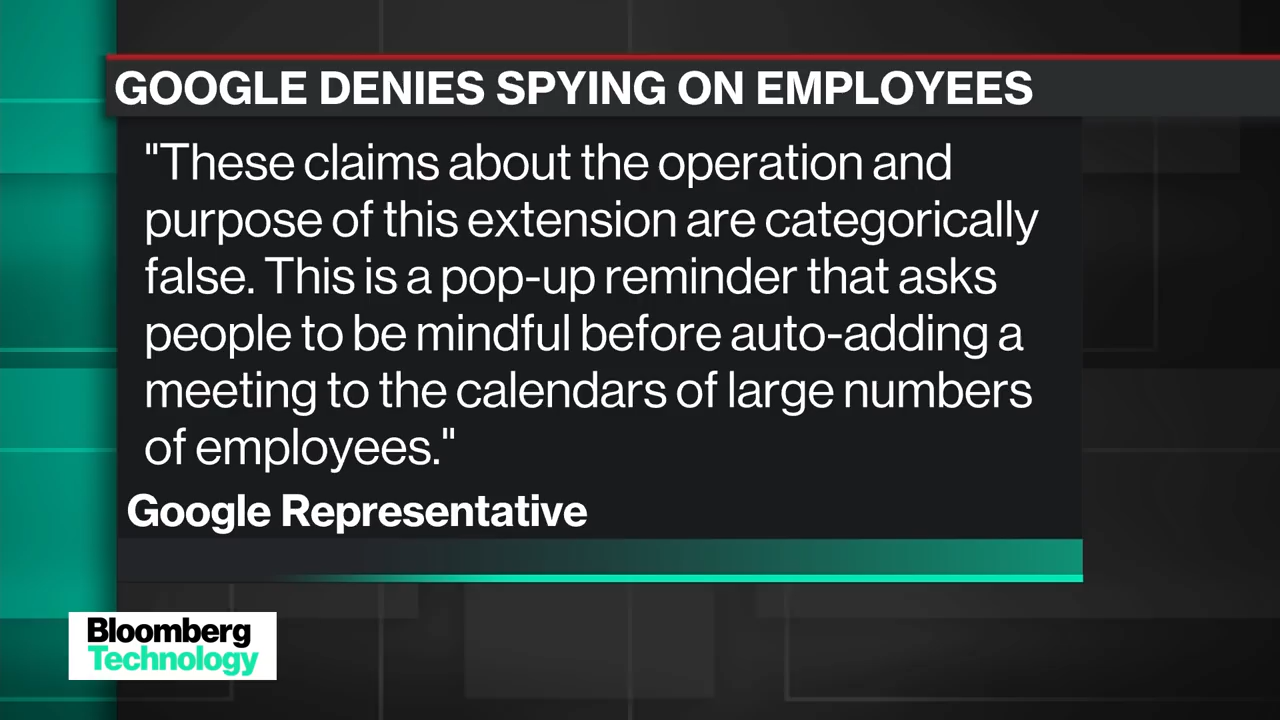 GOOGLE DENIES SPYING ON EMPLOYEES
"These claims about the operation and
purpose of this extension are categorically
false. This is a pop-up reminder that asks
people to be mindful before auto-adding a
meeting to the calendars of large numbers
of employees."
Google Representative
Bloomberg
Technology